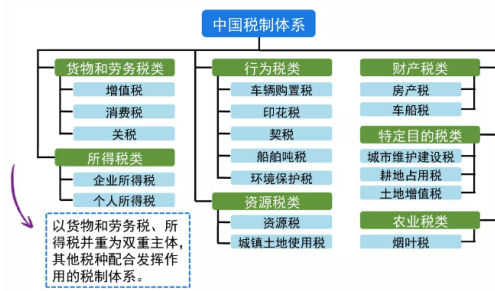 中国税制体系
货物和劳务税类
增值税
消费税
关税
所得税类
企业所得税
个人所得税
以货物和劳务税、所
得税并重为双重主体，
其他税种配合发挥作
用的税制体系。
行为税类
车辆购置税
印花税
契税
船舶吨税
环境保护税
资源税类
资源税
城镇土地使用税
财产税类
房产税
车船税
特定目的税类
城市维护建设税
耕地占用税
土地增值税
农业税类
烟叶税